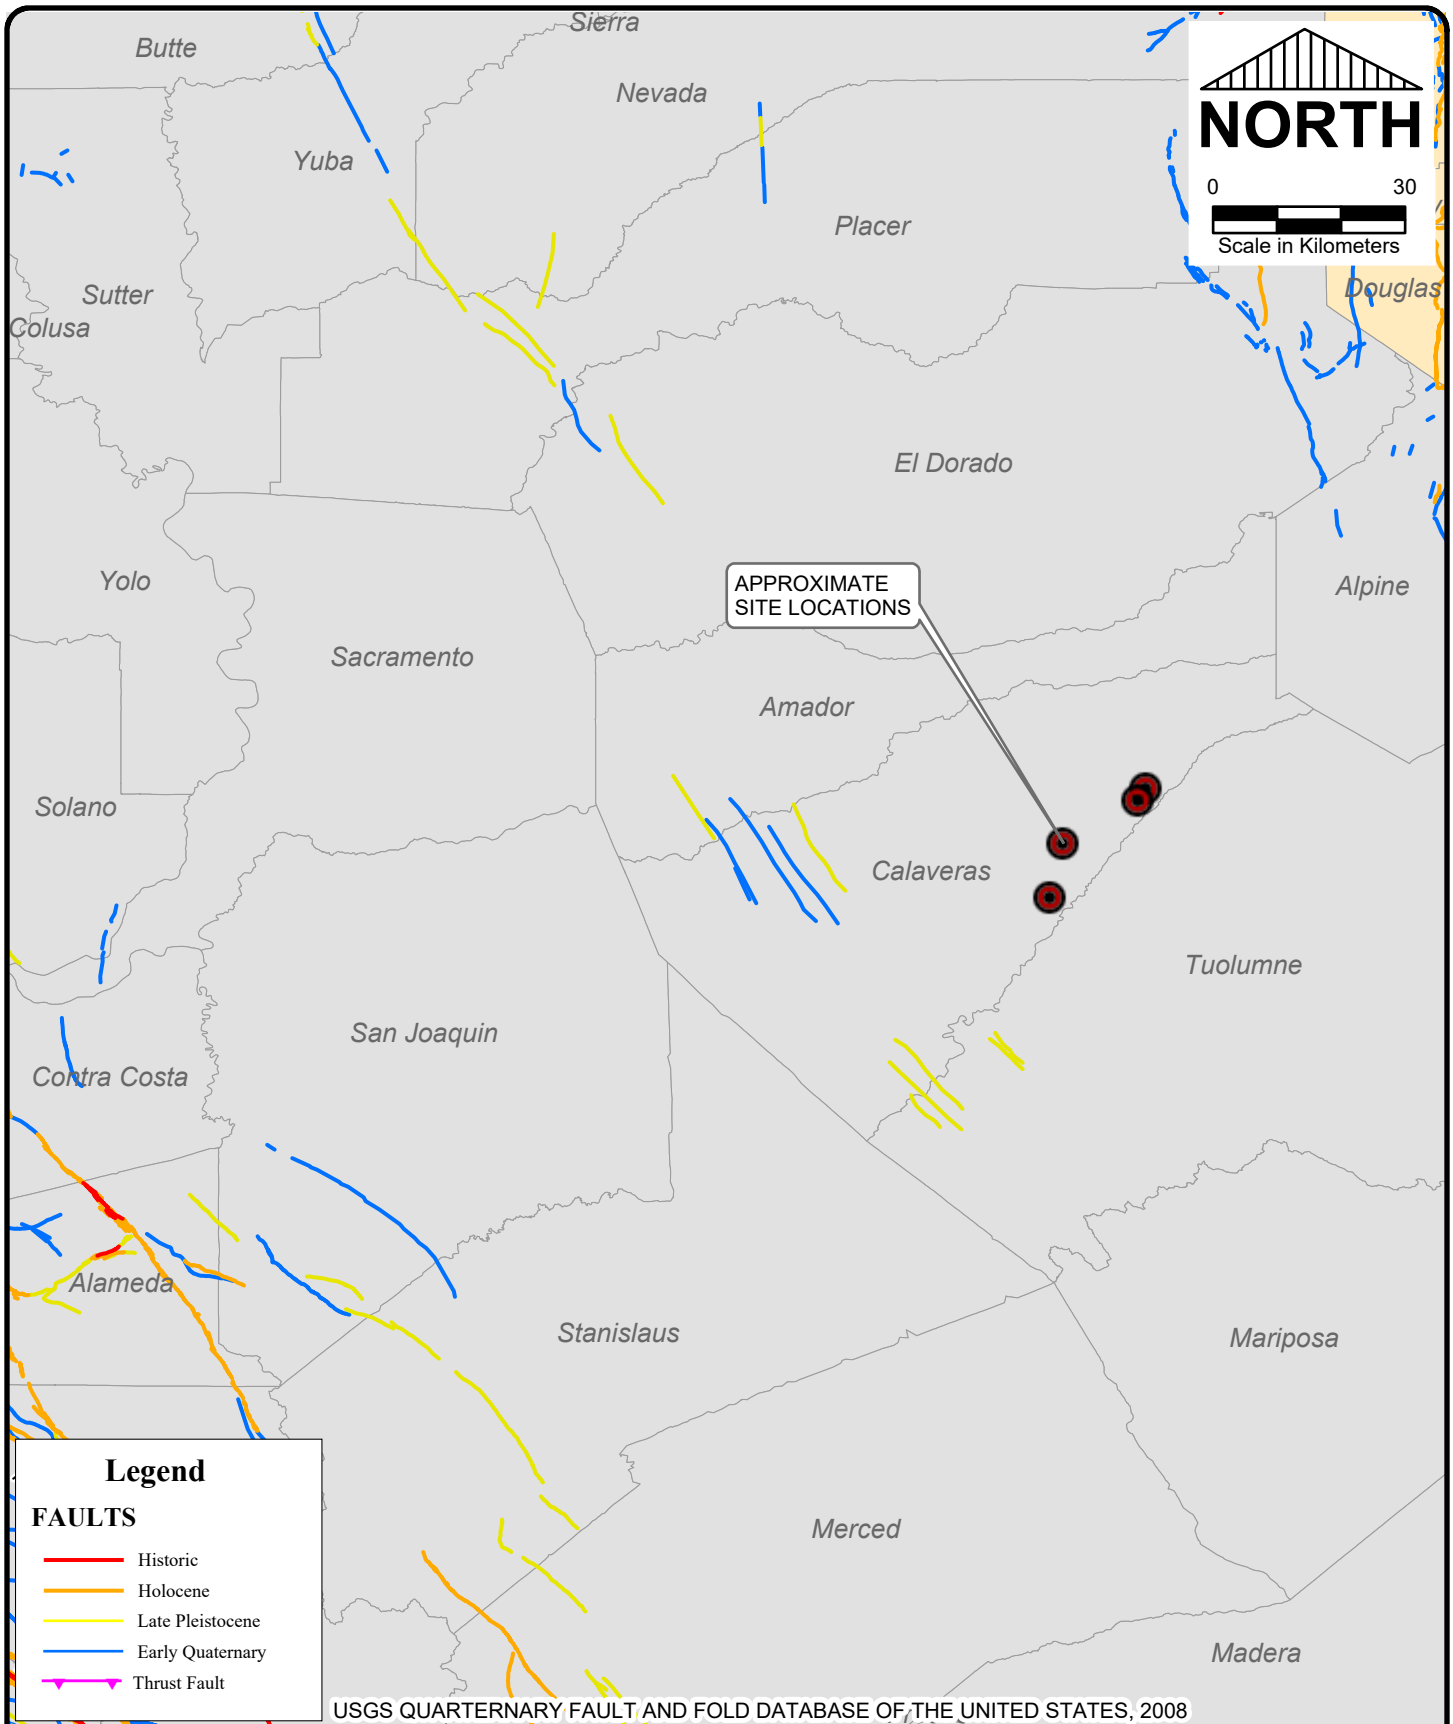 Sierra
Butte
Nevada
NORTH
Yuba
0 30
Scale in Kilometers
Placer
Sutter
Douglas
Colusa
El Dorado
APPROXIMATE
SITE LOCATIONS
Yolo
Alpine
Sacramento
Amador
Solano
Calaveras
Tuolumne
San Joaquin
Contra Costa
Alameda
Stanislaus
Mariposa
Merced
Madera
Legend
FAULTS
Historic
Holocene
Late Pleistocene
Early Quaternary
Thrust Fault
USGS QUARTERNARY FAULT AND FOLD DATABASE OF THE UNITED STATES, 2008